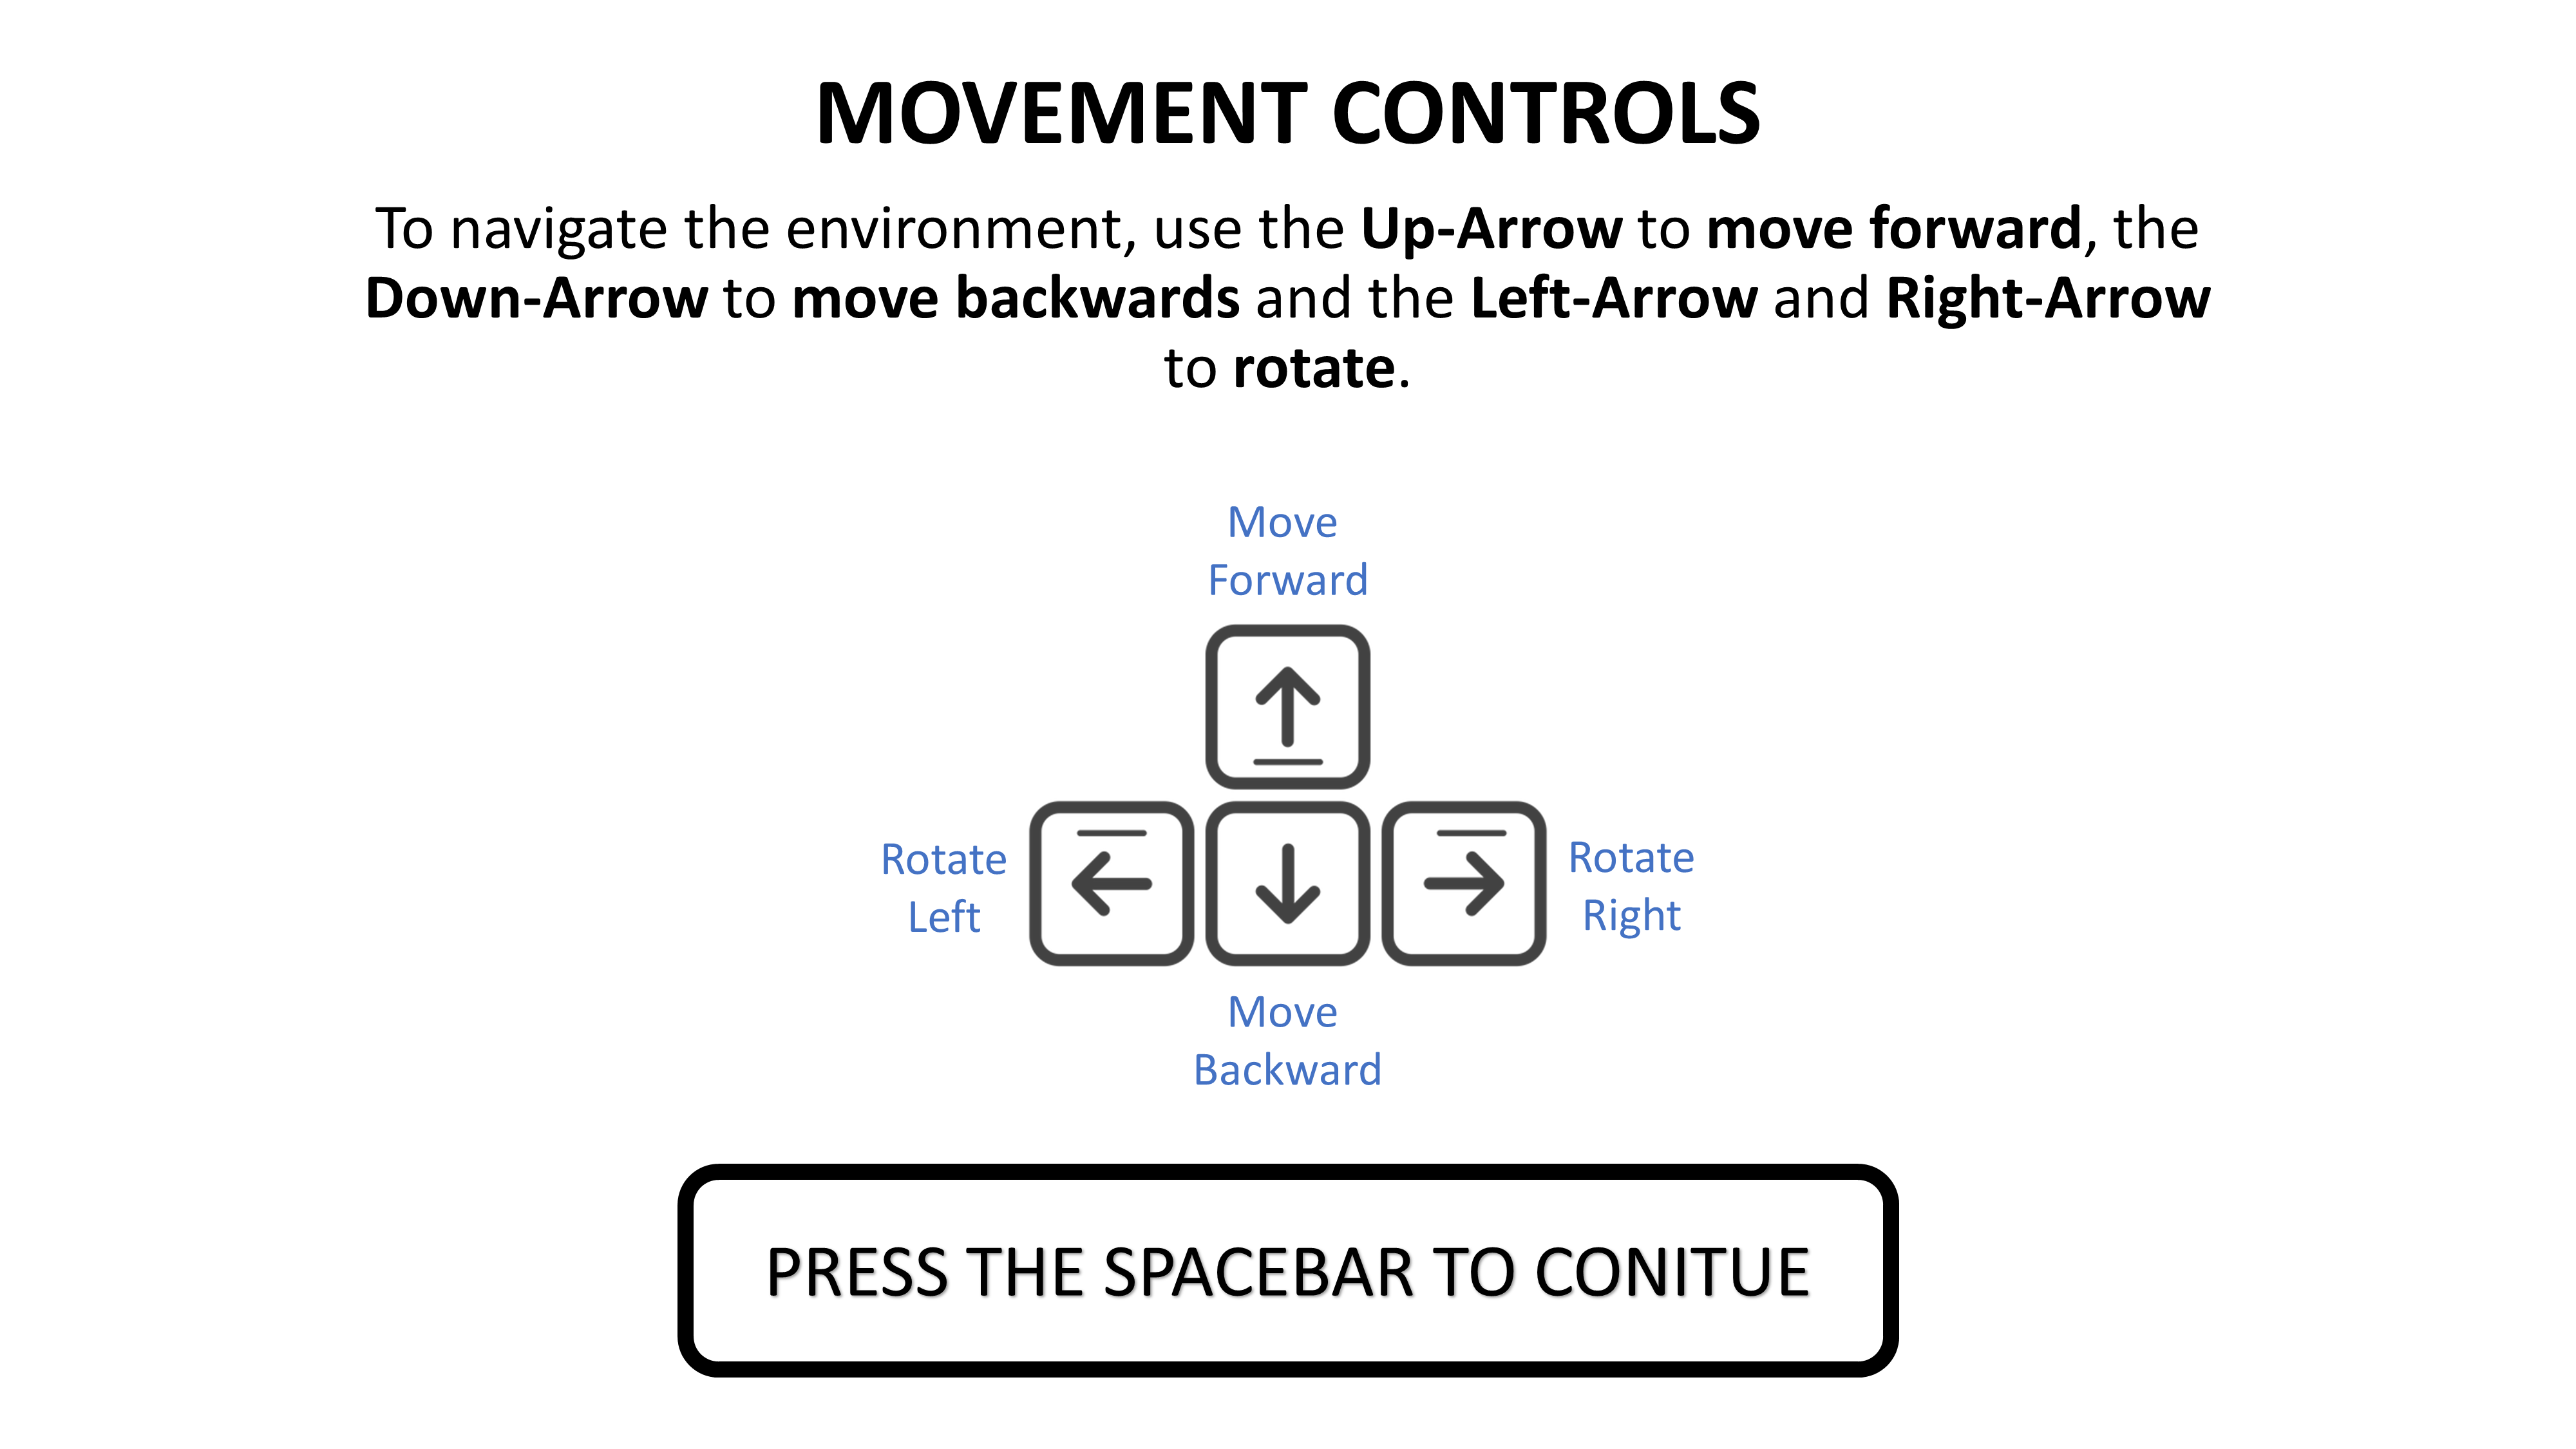 MOVEMENT CONTROLS
To navigate the environment, use the Up-Arrow to move forward, the
Down-Arrow to move backwards and the Left-Arrow and Right-Arrow
to rotate.
Move
Forward
Rotate
Left
Rotate
Right
Move
Backward
PRESS THE SPACEBAR TO CONITUE